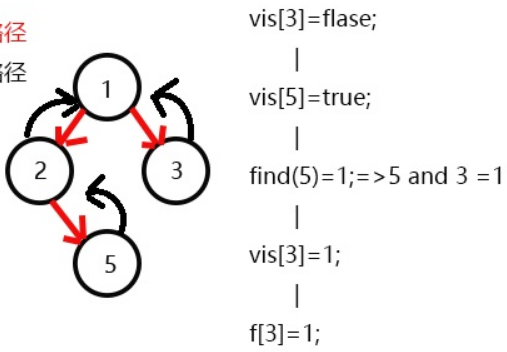 路径
路径
1
2
3
5
vis[3]=flase;
|
vis[5]=true;
|
find(5)=1;=>5 and 3 =1
|
vis[3]=1;
|
f[3]=1;